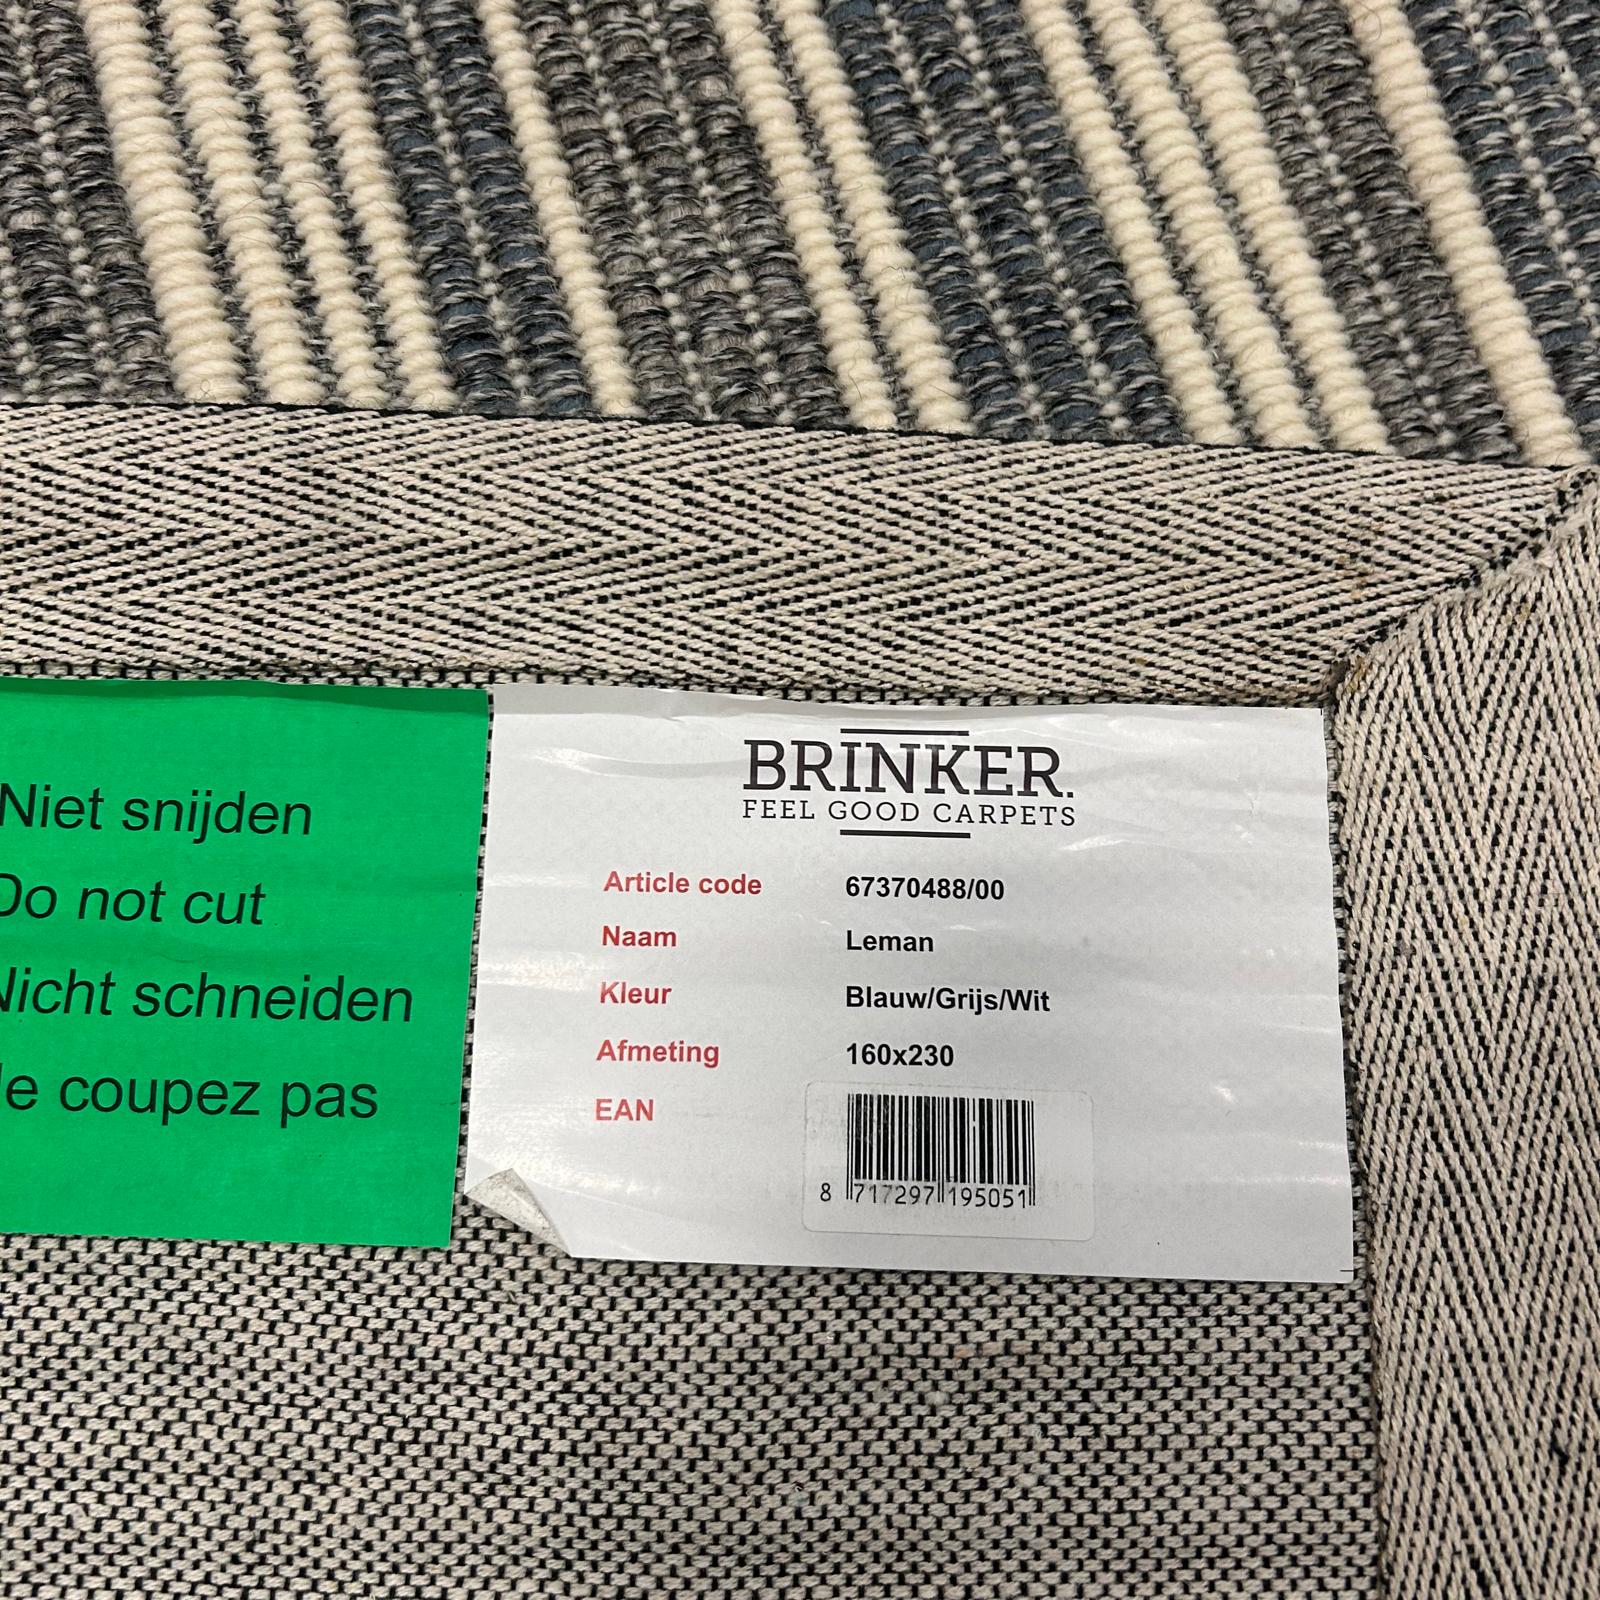 Niet snijden
Do not cut
Nicht schneiden
coupez pas
BRINKER.
FEEL GOOD CARPETS
Article code 67370488/00
Naam Leman
Kleur Blauw/Grijs/Wit
Afmeting 160x230
EAN
8 717297 195051